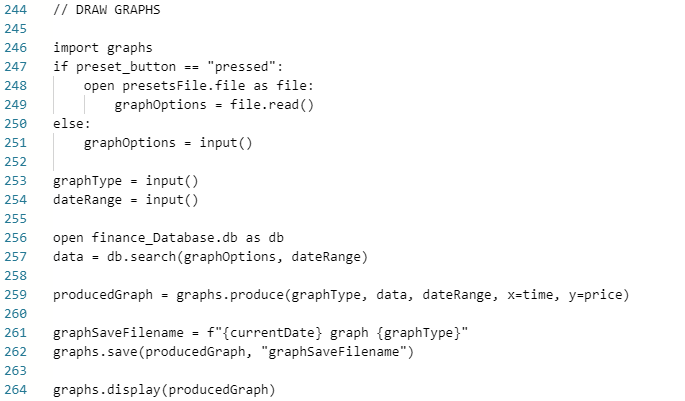 244 // DRAW GRAPHS
245
246 import graphs
247 if preset_button == "pressed":
248     open presetsFile.file as file:
249         graphOptions = file.read()
250 else:
251     graphOptions = input()
252
253 graphType = input()
254 dateRange = input()
255
256 open finance_Database.db as db
257 data = db.search(graphOptions, dateRange)
258
259 producedGraph = graphs.produce(graphType, data, dateRange, x=time, y=price)
260
261 graphSaveFilename = f"{currentDate} graph {graphType}"
262 graphs.save(producedGraph, "graphSaveFilename")
263
264 graphs.display(producedGraph)